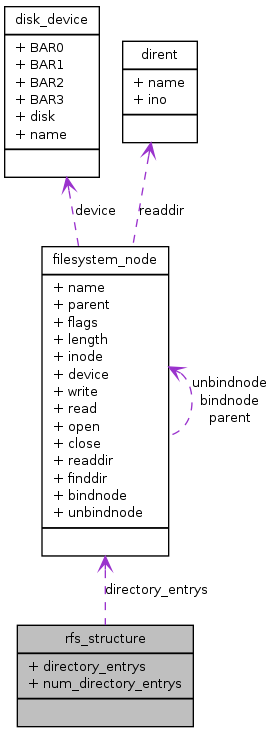 disk_device
+ BAR0
+ BAR1
+ BAR2
+ BAR3
+ disk
+ name
dirent
+ name
+ ino
device
readdir
filesystem_node
+ name
+ parent
+ flags
+ length
+ inode
+ device
+ write
+ read
+ open
+ close
+ readdir
+ finddir
+ bindnode
+ unbindnode
unbindnode
bindnode
parent
directory_entrys
rfs_structure
+ directory_entrys
+ num_directory_entrys